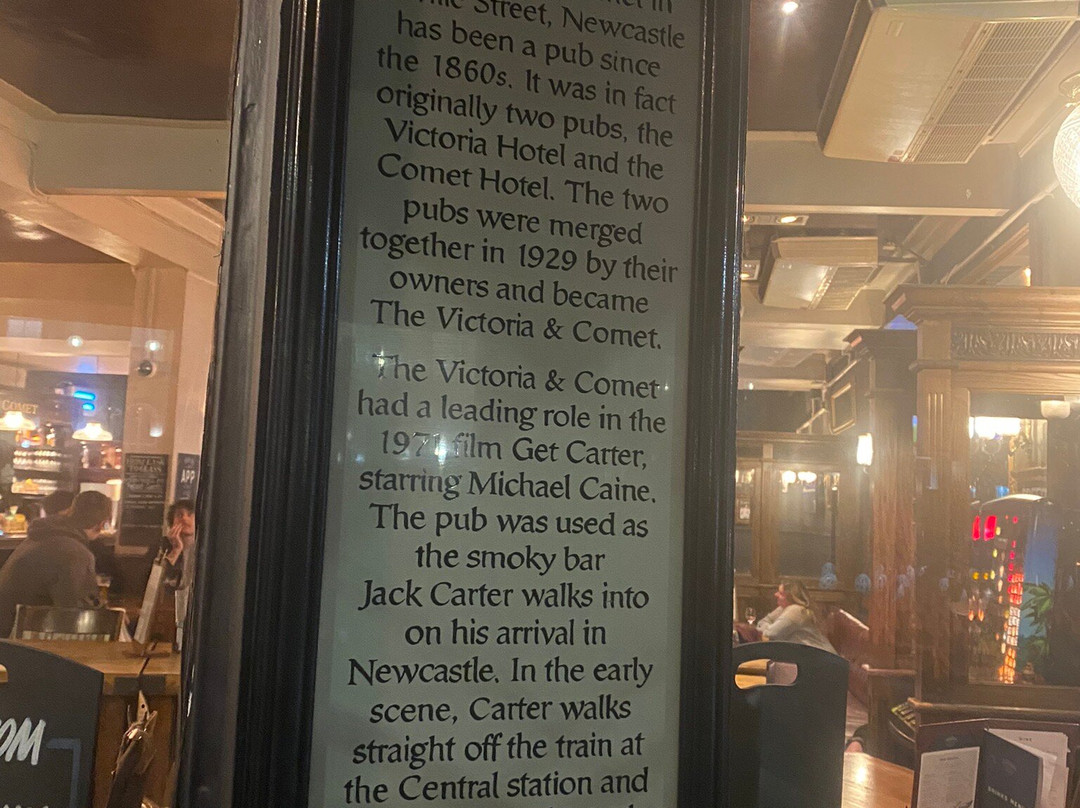 Street, Newcastle
has been a pub since
the 1860s. It was in fact
originally two pubs, the
Victoria Hotel and the
Comet Hotel. The two
pubs were merged
together in 1929 by their
owners and became
The Victoria & Comet.
The Victoria & Comet
had a leading role in the
1971 film Get Carter,
starring Michael Caine.
The pub was used as
the smoky bar
Jack Carter walks into
on his arrival in
Newcastle. In the early
scene, Carter walks
straight off the train at
the Central station and
COMET
APP
OM